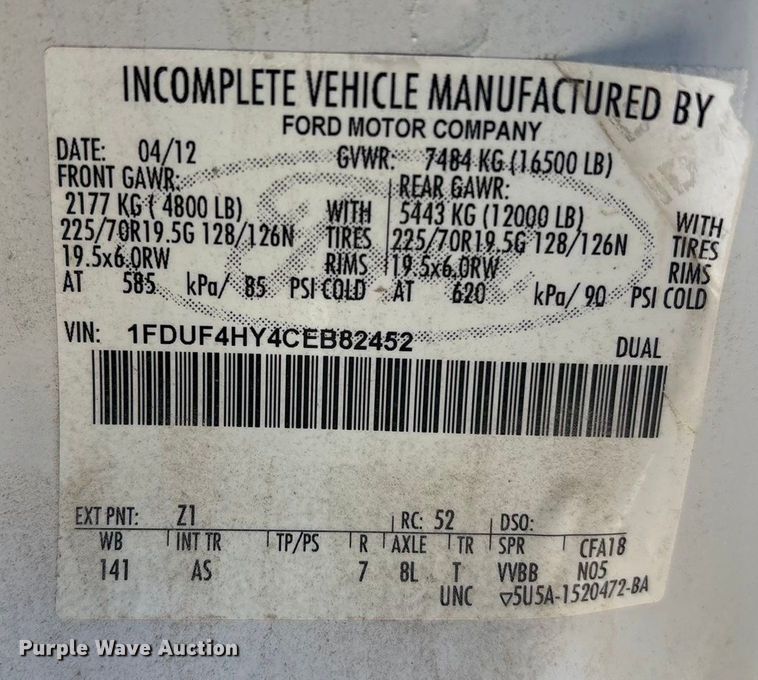 INCOMPLETE VEHICLE MANUFACTURED BY
FORD MOTOR COMPANY
DATE: 04/12 GVWR: 7484 KG (16500 LB)
FRONT GAWR: REAR GAWR:
2177 KG ( 4800 LB) WITH 5443 KG (12000 LB) WITH
225/70R19.5G 128/126N TIRES 225/70R19.5G 128/126N TIRES
19.5x6.0RW RIMS 19.5x6.0RW RIMS
AT 585 kPa/ 85 PSI COLD AT 620 kPa/ 90 PSI COLD
VIN: 1FDUF4HY4CEB82452 DUAL
EXT PNT: Z1 RC: 52 DSO:
WB INT TR TP/PS R AXLE TR SPR CFA18
141 AS 7 8L T VVBB N05
UNC ▽5U5A-1520472-BA
Purple Wave Auction